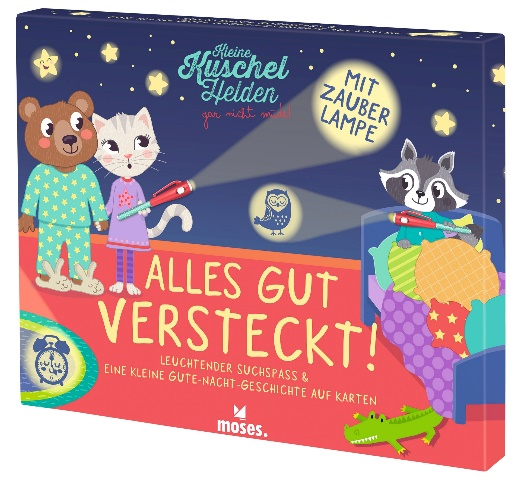 Kleine
Kuschel
Helden
gar nicht müde!
MIT
ZAUBER
LAMPE
ALLES GUT
VERSTECKT!
LEUCHTENDER SUCHSPASS &
EINE KLEINE GUTE-NACHT-GESCHICHTE AUF KARTEN
moses.